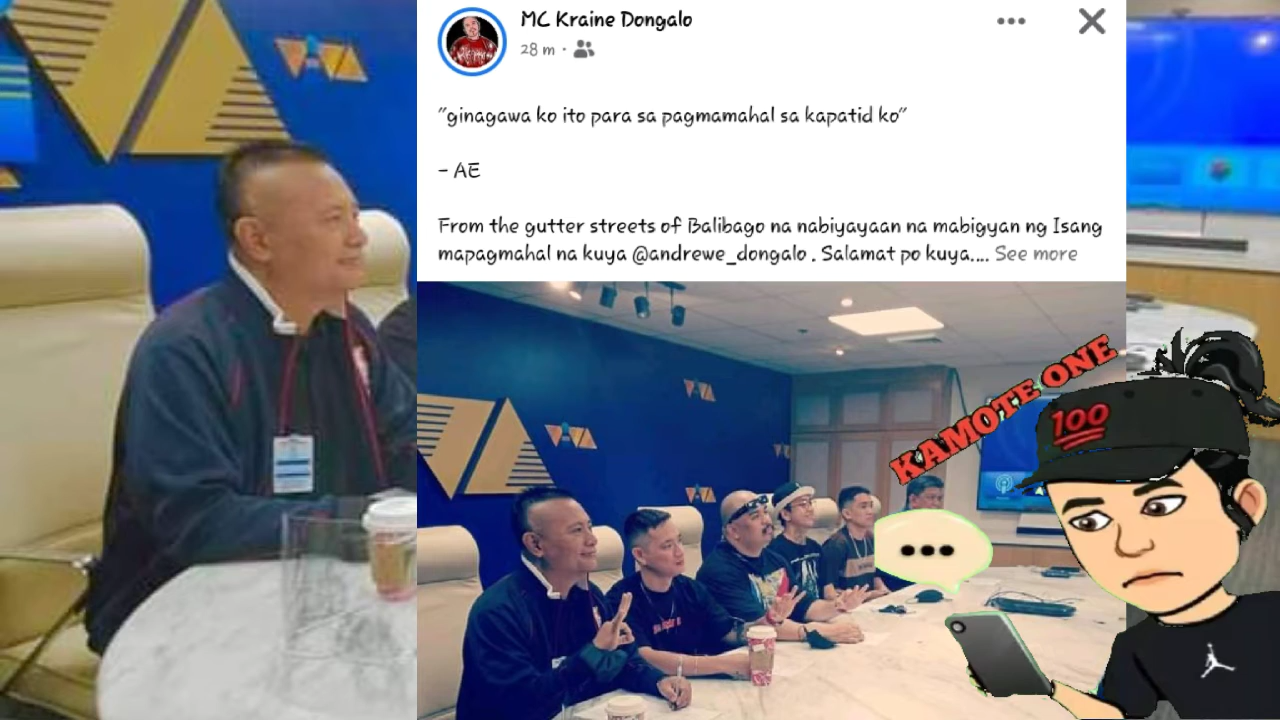 MC Kraine Dongalo
28 m ·
"ginagawa ko ito para sa pagmamahal sa kapatid ko"
- AE
From the gutter streets of Balibago na nabiyayaan na mabigyan ng Isang
mapagmahal na kuya @andrewe_dongalo . Salamat po kuya.... See more
KAMOTE ONE
100
VIVA
VIVA